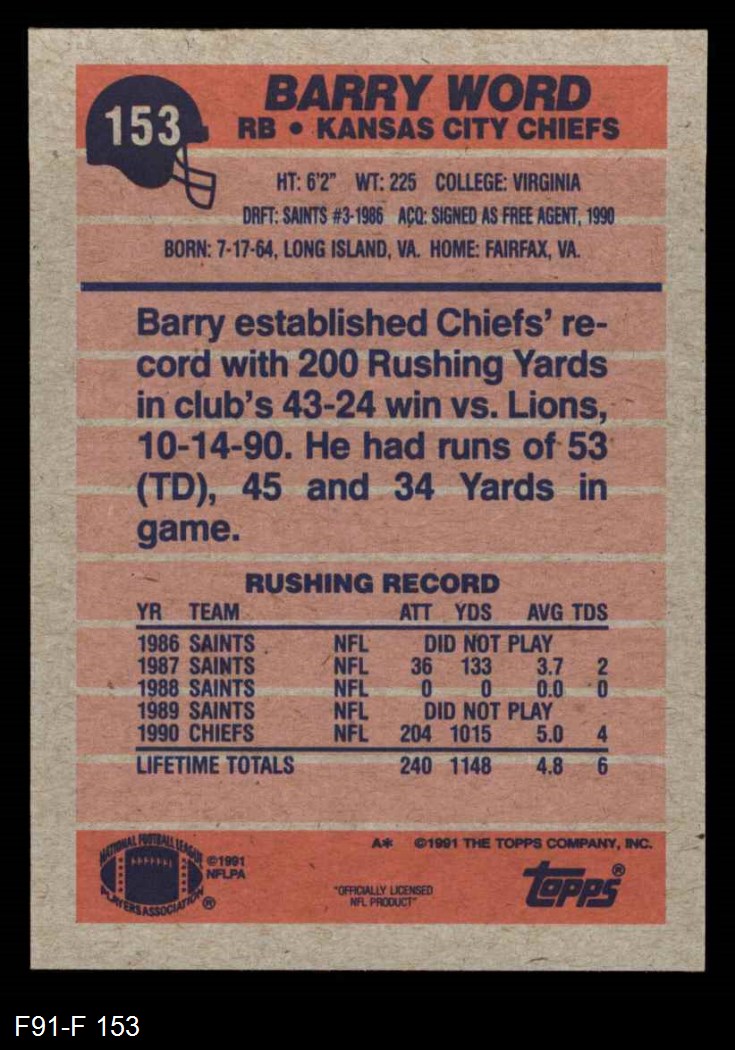 153
BARRY WORD
RB • KANSAS CITY CHIEFS
HT: 6'2" WT: 225 COLLEGE: VIRGINIA
DRFT: SAINTS #3-1986 ACQ: SIGNED AS FREE AGENT, 1990
BORN: 7-17-64, LONG ISLAND, VA. HOME: FAIRFAX, VA.
Barry established Chiefs' re-
cord with 200 Rushing Yards
in club's 43-24 win vs. Lions,
10-14-90. He had runs of 53
(TD), 45 and 34 Yards in
game.
RUSHING RECORD
YR TEAM ATT YDS AVG TDS
1986 SAINTS NFL DID NOT PLAY
1987 SAINTS NFL 36 133 3.7 2
1988 SAINTS NFL 0 0 0.0 0
1989 SAINTS NFL DID NOT PLAY
1990 CHIEFS NFL 204 1015 5.0 4
LIFETIME TOTALS 240 1148 4.8 6
A* ©1991 THE TOPPS COMPANY, INC.
NATIONAL FOOTBALL LEAGUE
PLAYERS ASSOCIATION ®
©1991
NFLPA
"OFFICIALLY LICENSED
NFL PRODUCT"
topps®
F91-F 153